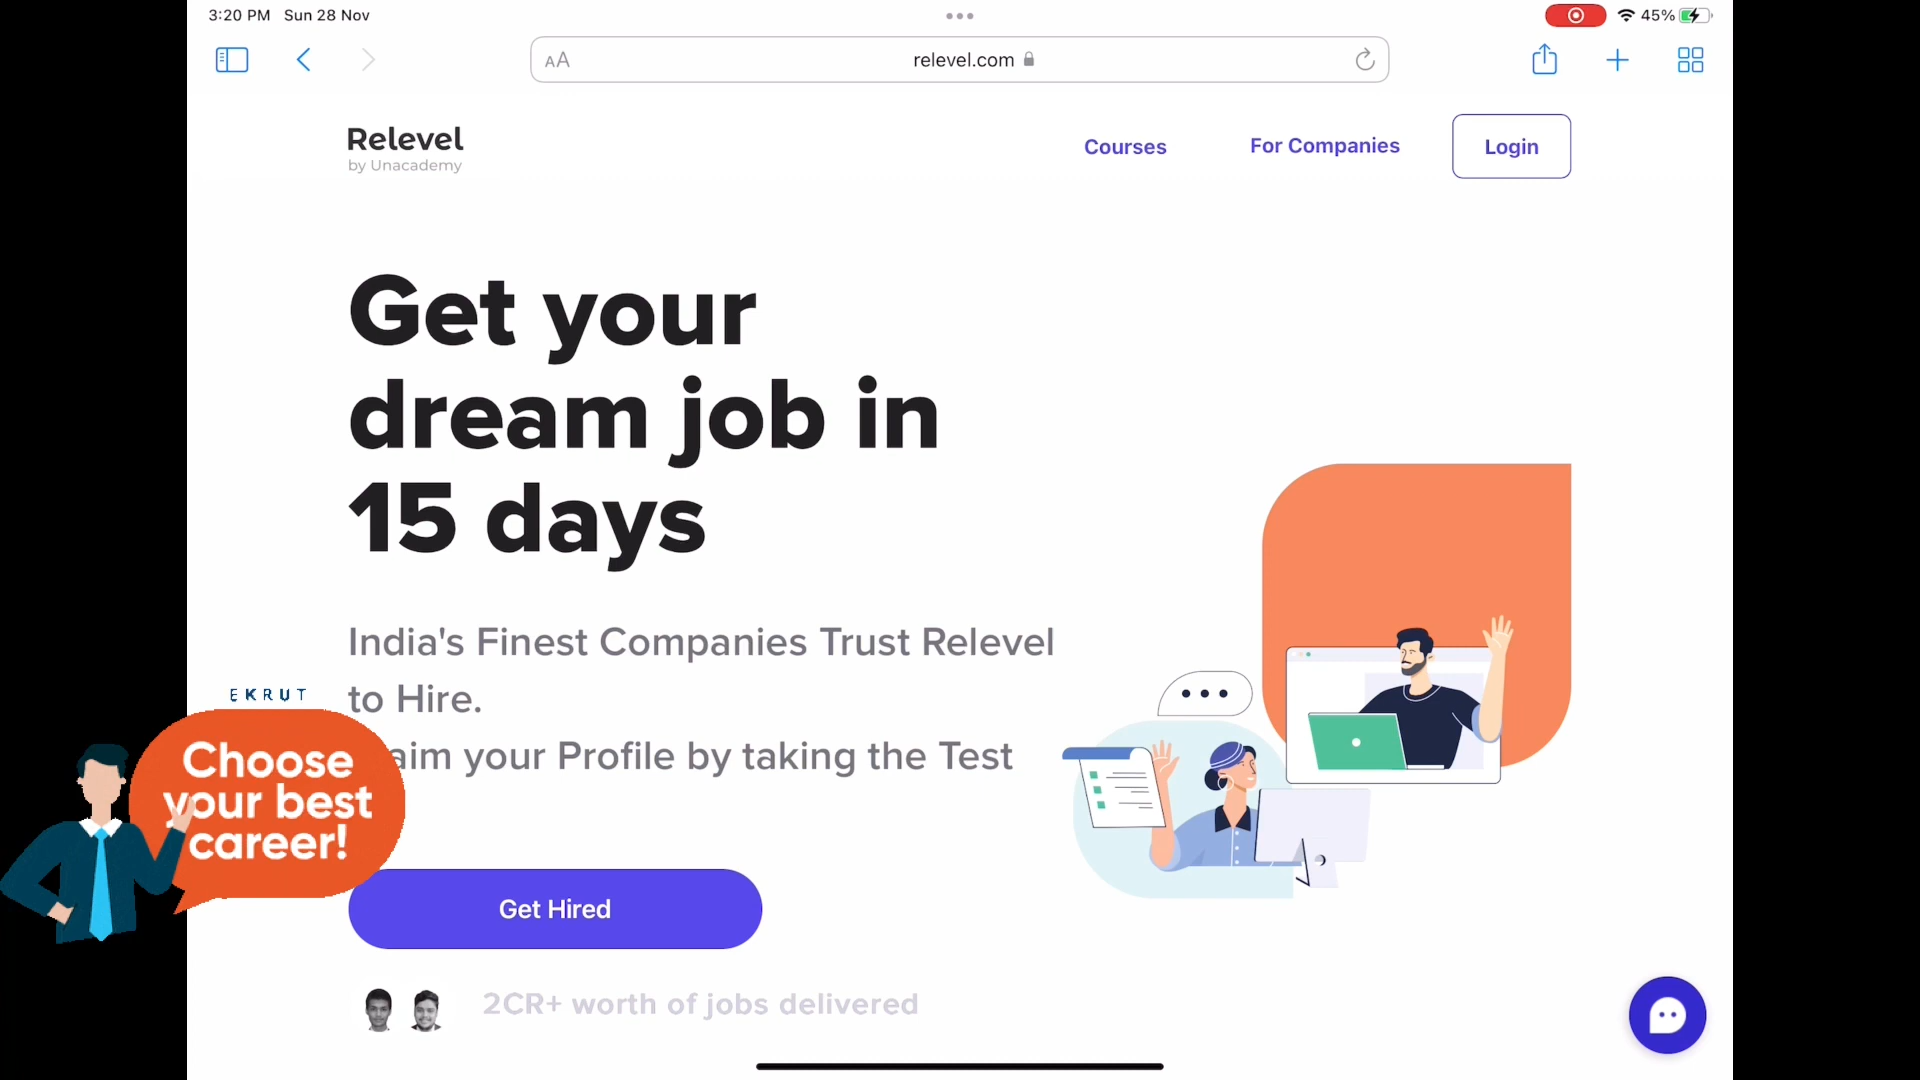 3:20 PM Sun 28 Nov
45%
AA
relevel.com
Relevel
by Unacademy
Courses
For Companies
Login
Get your
dream job in
15 days
India's Finest Companies Trust Relevel
to Hire.
aim your Profile by taking the Test
EKRUT
Choose
your best
career!
Get Hired
2CR+ worth of jobs delivered